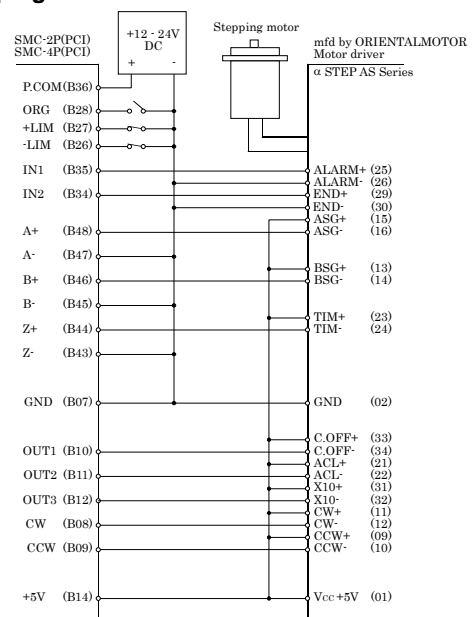 SMC-2P(PCI)
SMC-4P(PCI)
+12 - 24V
DC
+ -
Stepping motor
mfd by ORIENTALMOTOR
Motor driver
α STEP AS Series
P.COM(B36)
ORG (B28)
+LIM (B27)
-LIM (B26)
IN1 (B35)
IN2 (B34)
A+ (B48)
A- (B47)
B+ (B46)
B- (B45)
Z+ (B44)
Z- (B43)
GND (B07)
OUT1 (B10)
OUT2 (B11)
OUT3 (B12)
CW (B08)
CCW (B09)
+5V (B14)
ALARM+ (25)
ALARM- (26)
END+ (29)
END- (30)
ASG+ (15)
ASG- (16)
BSG+ (13)
BSG- (14)
TIM+ (23)
TIM- (24)
GND (02)
C.OFF+ (33)
C.OFF- (34)
ACL+ (21)
ACL- (22)
X10+ (31)
X10- (32)
CW+ (11)
CW- (12)
CCW+ (09)
CCW- (10)
Vcc+5V (01)